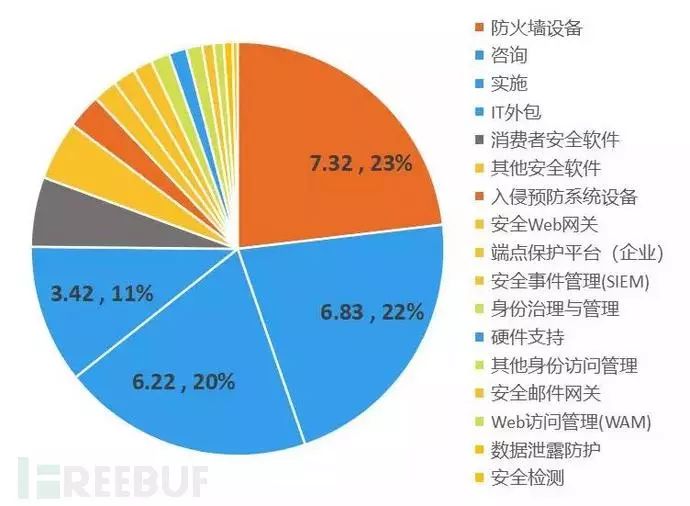 防火墙设备
咨询
实施
IT外包
消费者安全软件
其他安全软件
入侵预防系统设备
安全Web网关
端点保护平台（企业）
安全事件管理(SIEM)
身份治理与管理
硬件支持
其他身份访问管理
安全邮件网关
Web访问管理(WAM)
数据泄露防护
安全检测
7.32 , 23%
6.83 , 22%
6.22 , 20%
3.42 , 11%
FREEBUF